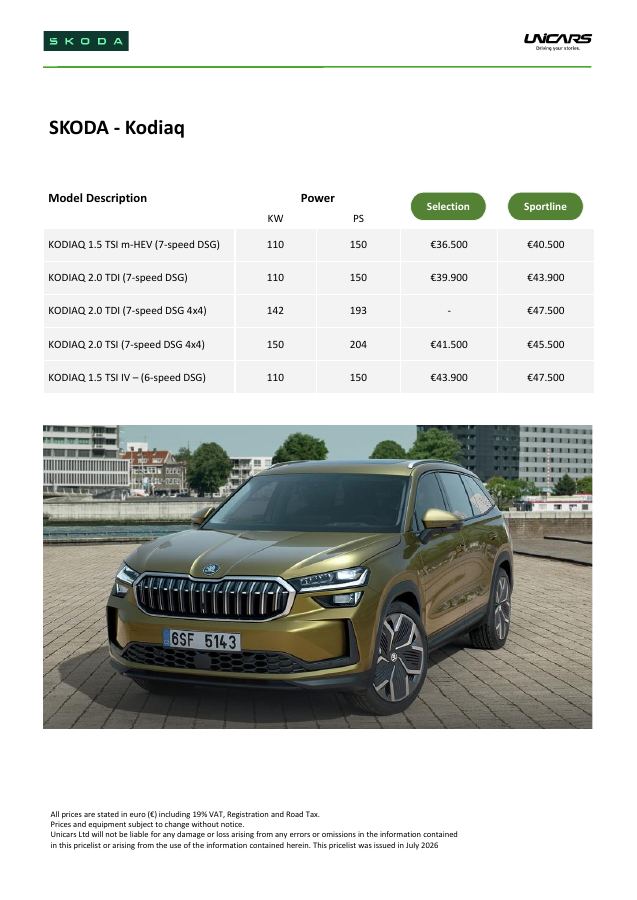 SKODA
UNICARS
Driving your stories.
SKODA - Kodiaq
Model Description Power Selection Sportline
KW PS
KODIAQ 1.5 TSI m-HEV (7-speed DSG) 110 150 €36.500 €40.500
KODIAQ 2.0 TDI (7-speed DSG) 110 150 €39.900 €43.900
KODIAQ 2.0 TDI (7-speed DSG 4x4) 142 193 - €47.500
KODIAQ 2.0 TSI (7-speed DSG 4x4) 150 204 €41.500 €45.500
KODIAQ 1.5 TSI IV – (6-speed DSG) 110 150 €43.900 €47.500
6SF 5143
All prices are stated in euro (€) including 19% VAT, Registration and Road Tax.
Prices and equipment subject to change without notice.
Unicars Ltd will not be liable for any damage or loss arising from any errors or omissions in the information contained
in this pricelist or arising from the use of the information contained herein. This pricelist was issued in July 2026